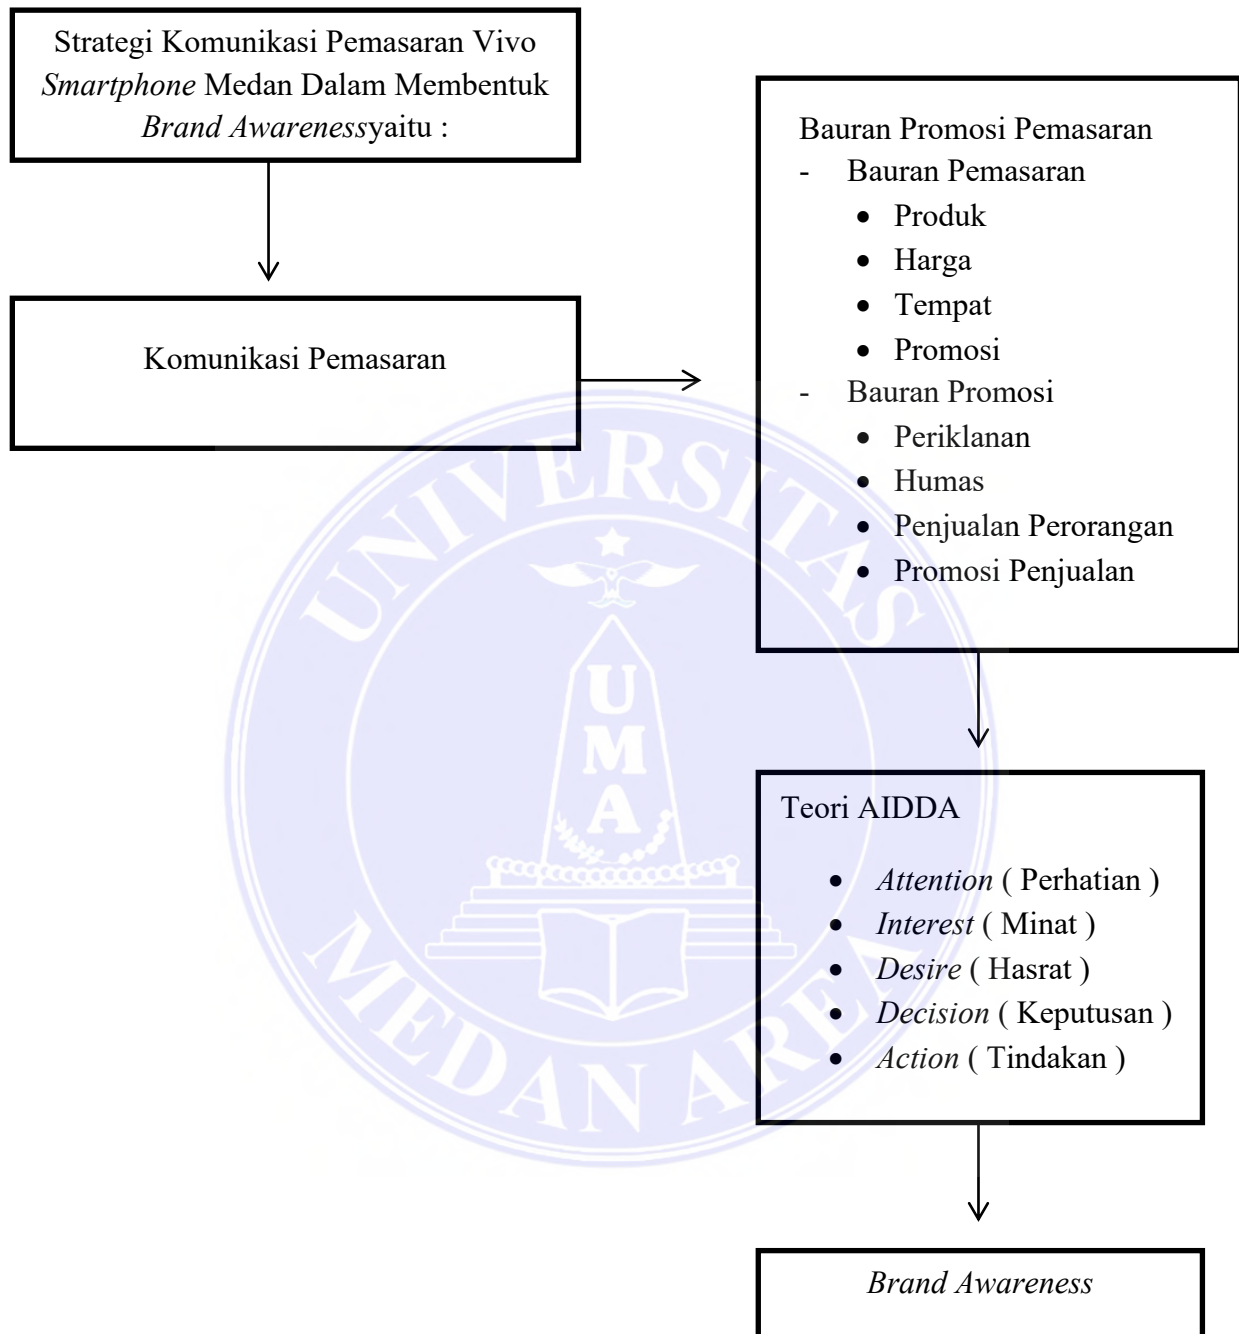 Strategi Komunikasi Pemasaran Vivo
Smartphone Medan Dalam Membentuk
Brand Awarenessyaitu :
Komunikasi Pemasaran
Bauran Promosi Pemasaran
- Bauran Pemasaran
• Produk
• Harga
• Tempat
• Promosi
- Bauran Promosi
• Periklanan
• Humas
• Penjualan Perorangan
• Promosi Penjualan
Teori AIDDA
• Attention ( Perhatian )
• Interest ( Minat )
• Desire ( Hasrat )
• Decision ( Keputusan )
• Action ( Tindakan )
Brand Awareness
UNIVERSITAS
UMA
MEDAN AREA